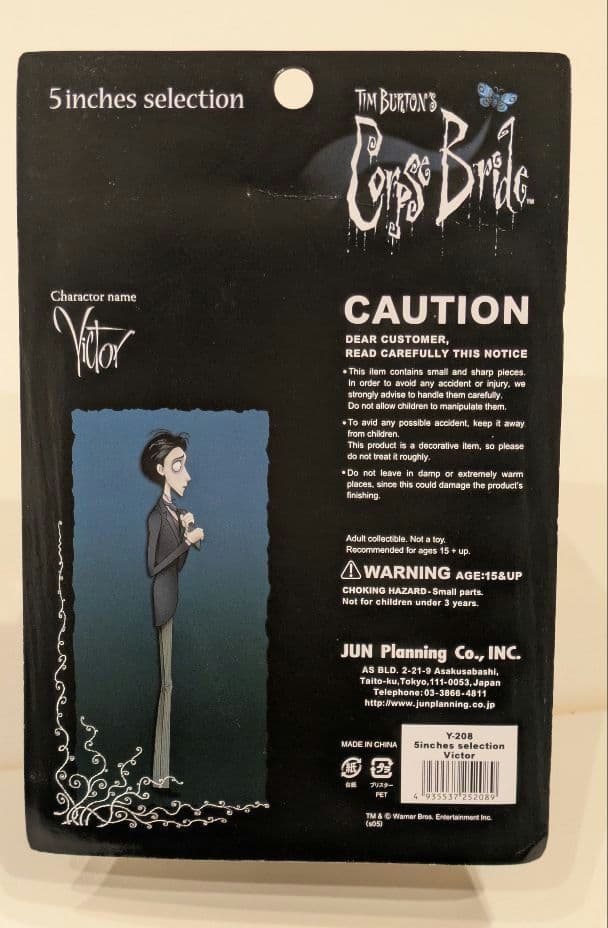 5 inches selection
TIM BURTON'S
Corpse Bride™
Charactor name
Victor
CAUTION
DEAR CUSTOMER,
READ CAREFULLY THIS NOTICE
• This item contains small and sharp pieces.
In order to avoid any accident or injury, we
strongly advise to handle them carefully.
Do not allow children to manipulate them.
• To avid any possible accident, keep it away
from children.
This product is a decorative item, so please
do not treat it roughly.
• Do not leave in damp or extremely warm
places, since this could damage the product's
finishing.
Adult collectible. Not a toy.
Recommended for ages 15 + up.
WARNING AGE:15&UP
CHOKING HAZARD-Small parts.
Not for children under 3 years.
JUN Planning Co., INC.
AS BLD. 2-21-9 Asakusabashi,
Taito-ku,Tokyo,111-0053,Japan
Telephone:03-3866-4811
http://www.junplanning.co.jp
MADE IN CHINA
紙
プラ
台紙
ブリスター
PET
Y-208
5inches selection
Victor
4 935537 252089
TM & © Warner Bros. Entertainment Inc.
(s05)